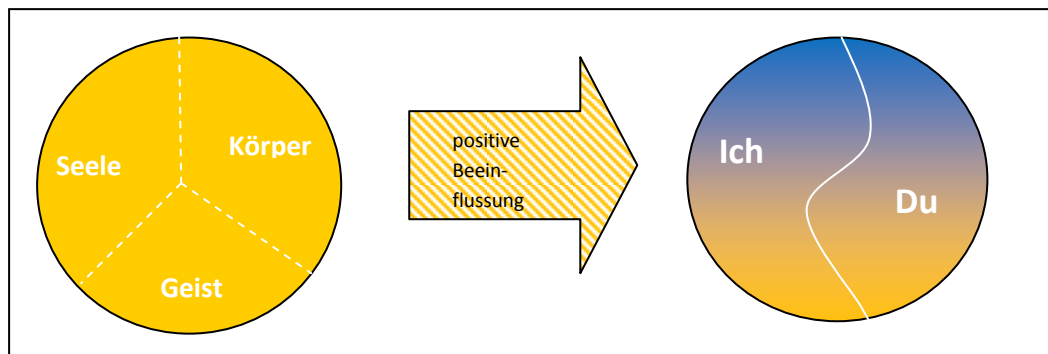 Seele
Körper
Geist
positive
Beein-
flussung
Ich
Du